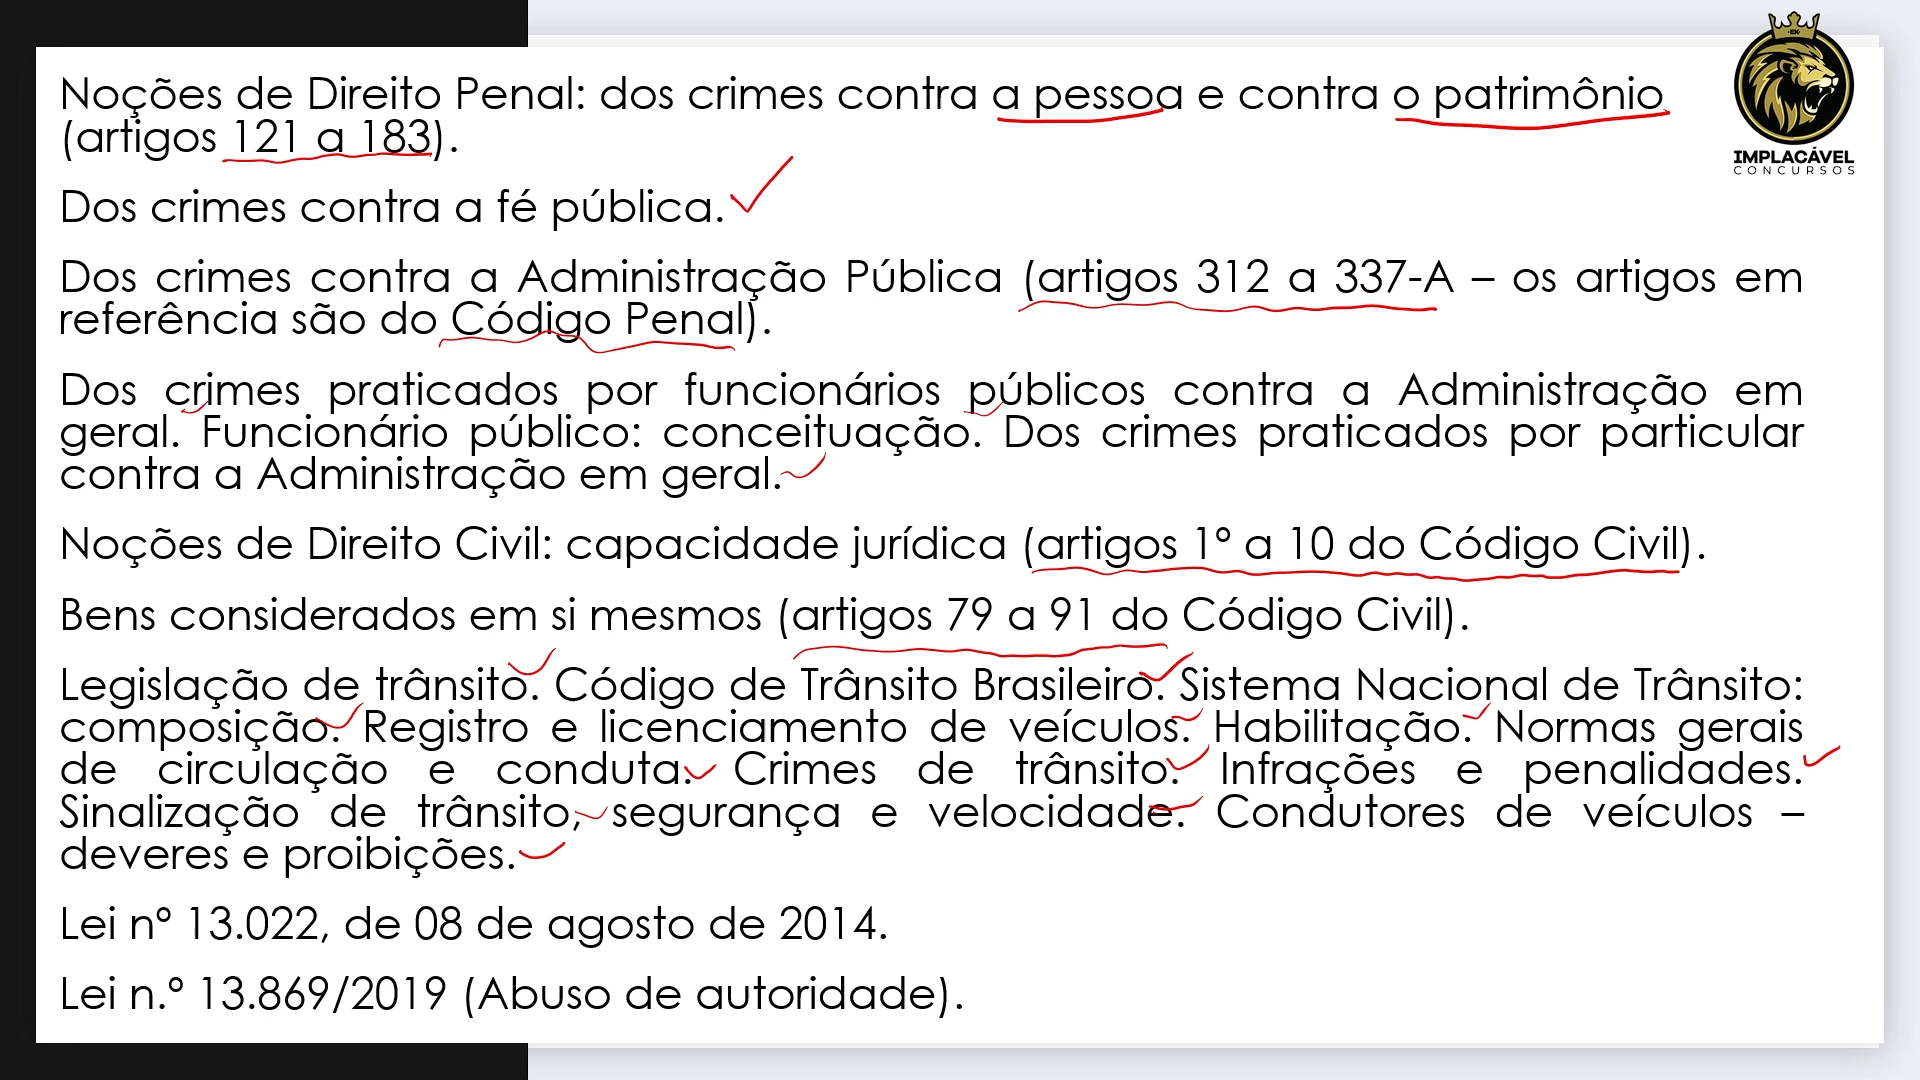 Noções de Direito Penal: dos crimes contra a pessoa e contra o patrimônio
(artigos 121 a 183).
Dos crimes contra a fé pública.
Dos crimes contra a Administração Pública (artigos 312 a 337-A – os artigos em
referência são do Código Penal).
Dos crimes praticados por funcionários públicos contra a Administração em
geral. Funcionário público: conceituação. Dos crimes praticados por particular
contra a Administração em geral.
Noções de Direito Civil: capacidade jurídica (artigos 1º a 10 do Código Civil).
Bens considerados em si mesmos (artigos 79 a 91 do Código Civil).
Legislação de trânsito. Código de Trânsito Brasileiro. Sistema Nacional de Trânsito:
composição. Registro e licenciamento de veículos. Habilitação. Normas gerais
de circulação e conduta. Crimes de trânsito. Infrações e penalidades.
Sinalização de trânsito, segurança e velocidade. Condutores de veículos –
deveres e proibições.
Lei nº 13.022, de 08 de agosto de 2014.
Lei n.º 13.869/2019 (Abuso de autoridade).
EK
IMPLACÁVEL
CONCURSOS